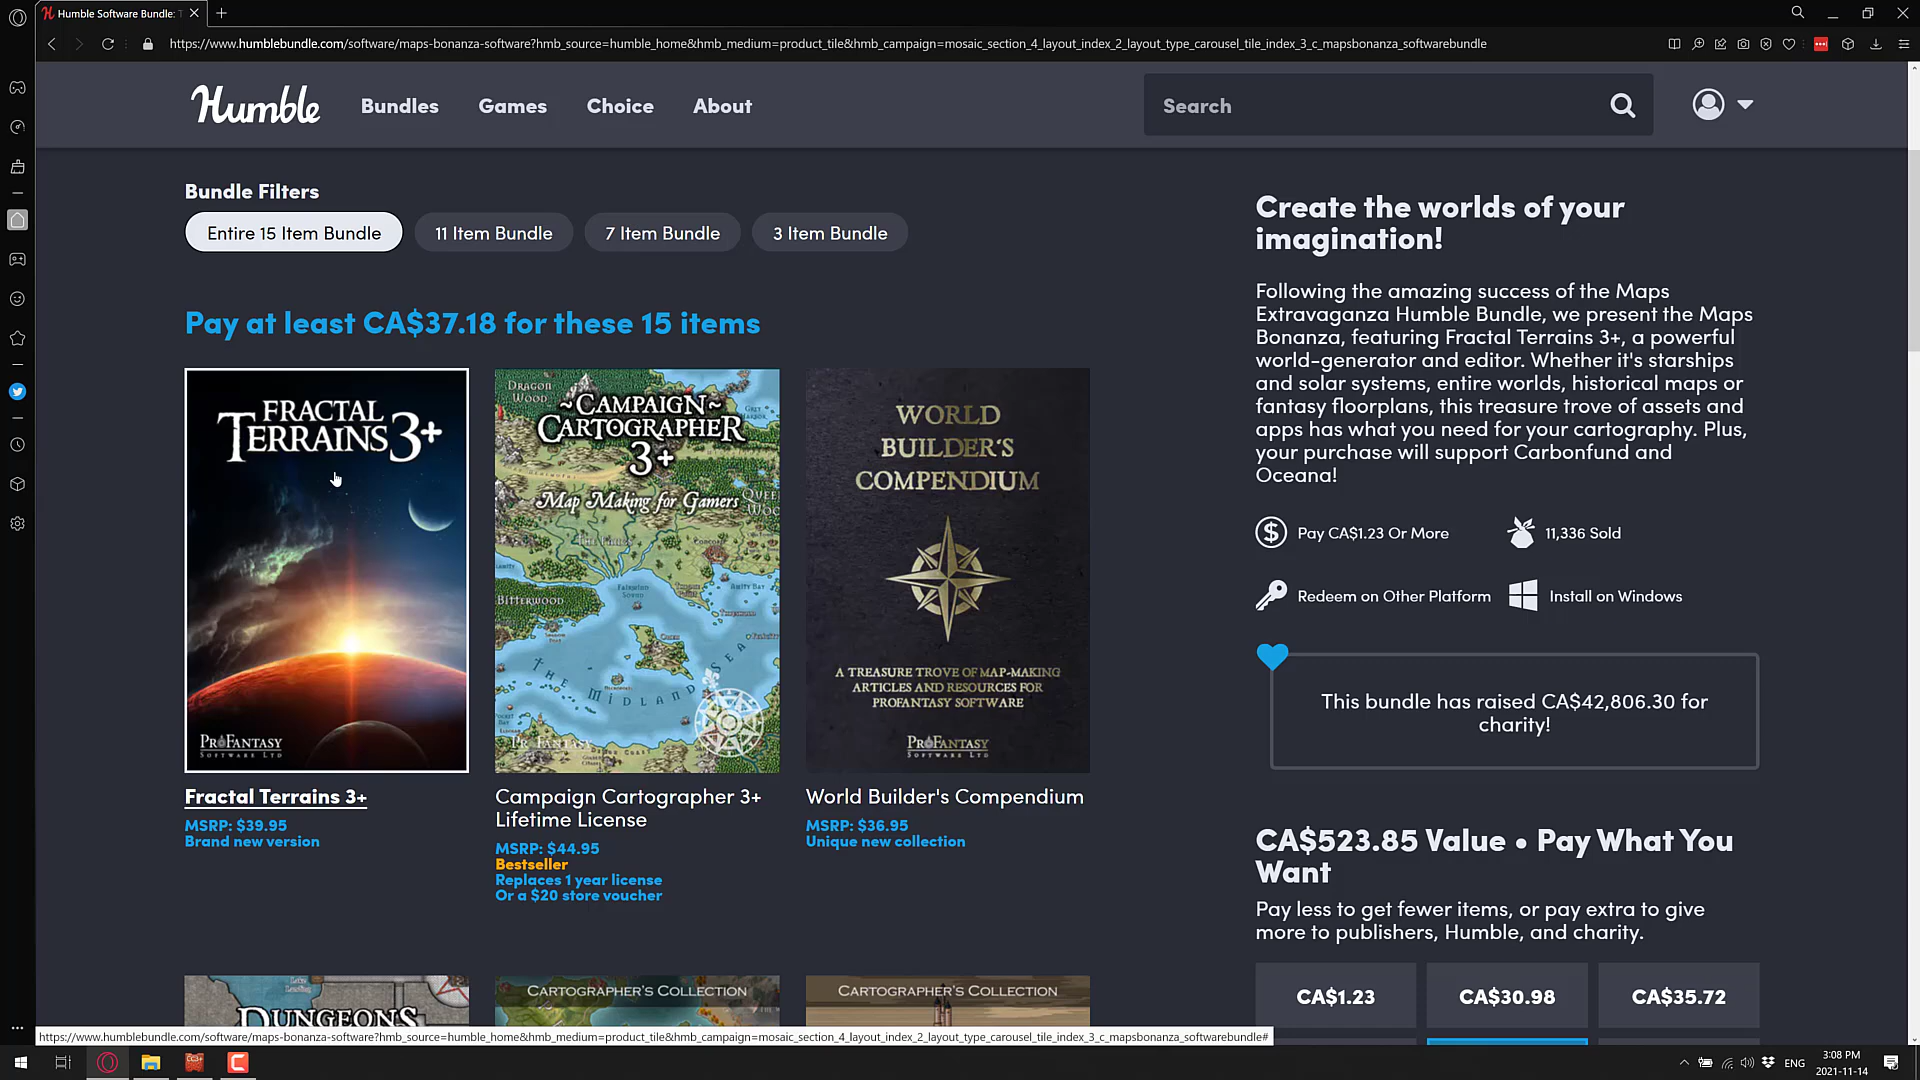 Humble Software Bundle: T
https://www.humblebundle.com/software/maps-bonanza-software?hmb_source=humble_home&hmb_medium=product_tile&hmb_campaign=mosaic_section_4_layout_index_2_layout_type_carousel_tile_index_3_c_mapsbonanza_softwarebundle
Humble
Bundles
Games
Choice
About
Search
Bundle Filters
Entire 15 Item Bundle
11 Item Bundle
7 Item Bundle
3 Item Bundle
Pay at least CA$37.18 for these 15 items
FRACTAL
TERRAINS 3+
PROFANTASY
SOFTWARE LTD
Fractal Terrains 3+
MSRP: $39.95
Brand new version
DRAGON
WOOD
~CAMPAIGN~
CARTOGRAPHER
3+
Map Making for Gamers
BITTERWOOD
THE MIDLAND SEA
Campaign Cartographer 3+
Lifetime License
MSRP: $44.95
Bestseller
Replaces 1 year license
Or a $20 store voucher
WORLD
BUILDER'S
COMPENDIUM
A TREASURE TROVE OF MAP-MAKING
ARTICLES AND RESOURCES FOR
PROFANTASY SOFTWARE
PROFANTASY
SOFTWARE LTD
World Builder's Compendium
MSRP: $36.95
Unique new collection
DUNGEONS
CARTOGRAPHER'S COLLECTION
CARTOGRAPHER'S COLLECTION
Create the worlds of your
imagination!
Following the amazing success of the Maps
Extravaganza Humble Bundle, we present the Maps
Bonanza, featuring Fractal Terrains 3+, a powerful
world-generator and editor. Whether it's starships
and solar systems, entire worlds, historical maps or
fantasy floorplans, this treasure trove of assets and
apps has what you need for your cartography. Plus,
your purchase will support Carbonfund and
Oceana!
Pay CA$1.23 Or More
11,336 Sold
Redeem on Other Platform
Install on Windows
This bundle has raised CA$42,806.30 for
charity!
CA$523.85 Value • Pay What You
Want
Pay less to get fewer items, or pay extra to give
more to publishers, Humble, and charity.
CA$1.23
CA$30.98
CA$35.72
https://www.humblebundle.com/software/maps-bonanza-software?hmb_source=humble_home&hmb_medium=product_tile&hmb_campaign=mosaic_section_4_layout_index_2_layout_type_carousel_tile_index_3_c_mapsbonanza_softwarebundle#
CC3+
ENG
3:08 PM
2021-11-14